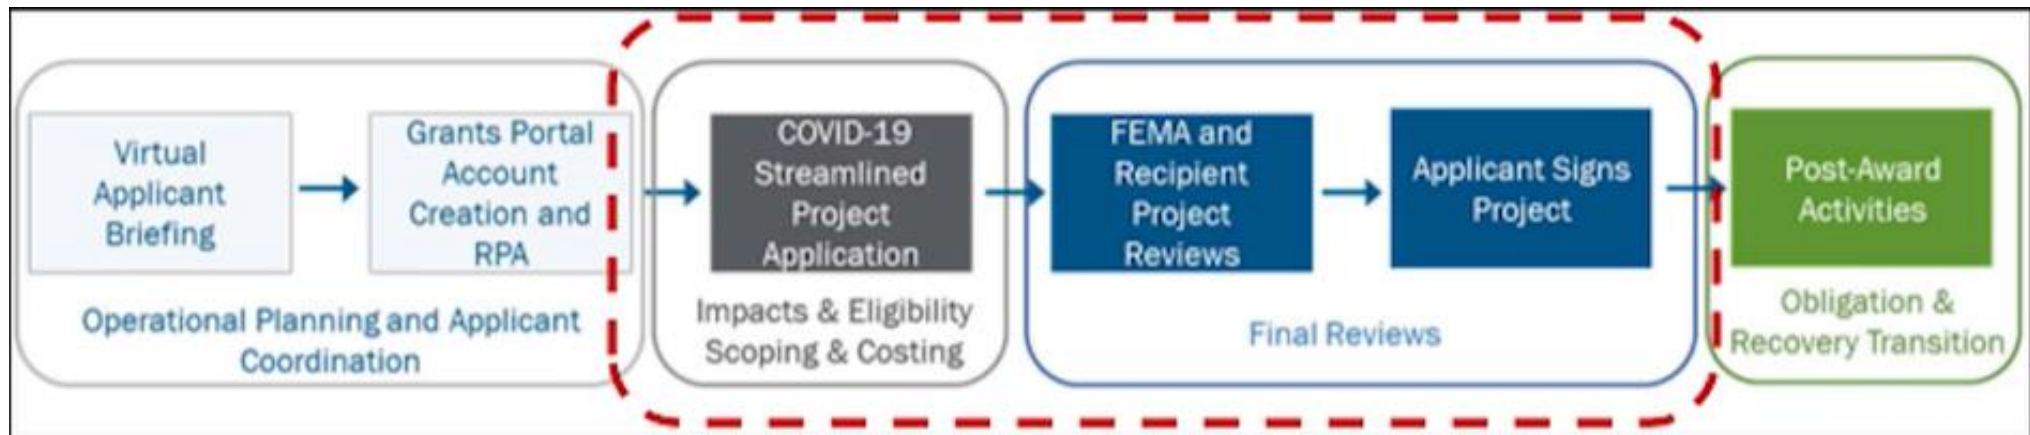 Virtual
Applicant
Briefing
Grants Portal
Account
Creation and
RPA
Operational Planning and Applicant
Coordination
COVID-19
Streamlined
Project
Application
Impacts & Eligibility
Scoping & Costing
FEMA and
Recipient
Project
Reviews
Applicant Signs
Project
Final Reviews
Post-Award
Activities
Obligation &
Recovery Transition